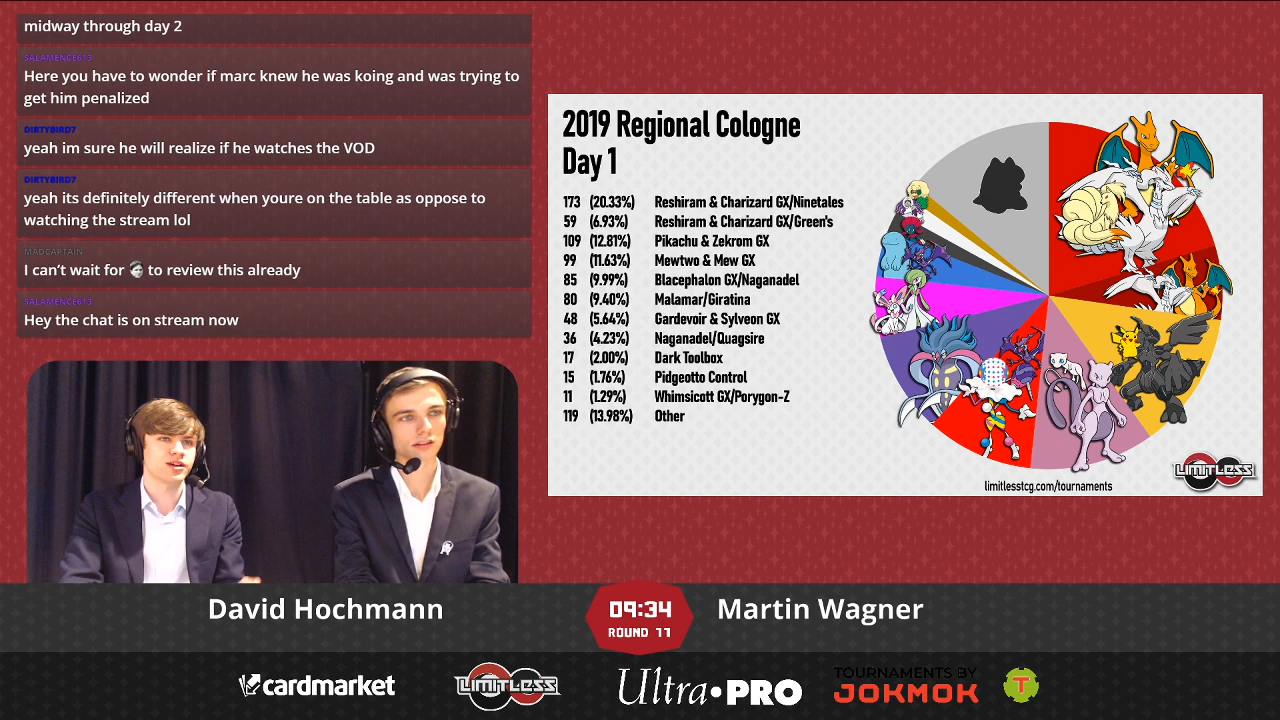 midway through day 2
SALAMENCE613
Here you have to wonder if marc knew he was koing and was trying to
get him penalized
DIRTYBIRD7
yeah im sure he will realize if he watches the VOD
DIRTYBIRD7
yeah its definitely different when youre on the table as oppose to
watching the stream lol
MADCAPTAIN
I can't wait for to review this already
SALAMENCE613
Hey the chat is on stream now
2019 Regional Cologne
Day 1
173 (20.33%) Reshiram & Charizard GX/Ninetales
59 (6.93%) Reshiram & Charizard GX/Green's
109 (12.81%) Pikachu & Zekrom GX
99 (11.63%) Mewtwo & Mew GX
85 (9.99%) Blacephalon GX/Naganadel
80 (9.40%) Malamar/Giratina
48 (5.64%) Gardevoir & Sylveon GX
36 (4.23%) Naganadel/Quagsire
17 (2.00%) Dark Toolbox
15 (1.76%) Pidgeotto Control
11 (1.29%) Whimsicott GX/Porygon-Z
119 (13.98%) Other
LIMITLESS
limitlesstcg.com/tournaments
David Hochmann
09:34
ROUND 11
Martin Wagner
cardmarket
LIMITLESS
Ultra•PRO
TOURNAMENTS BY
JOKMOK
T